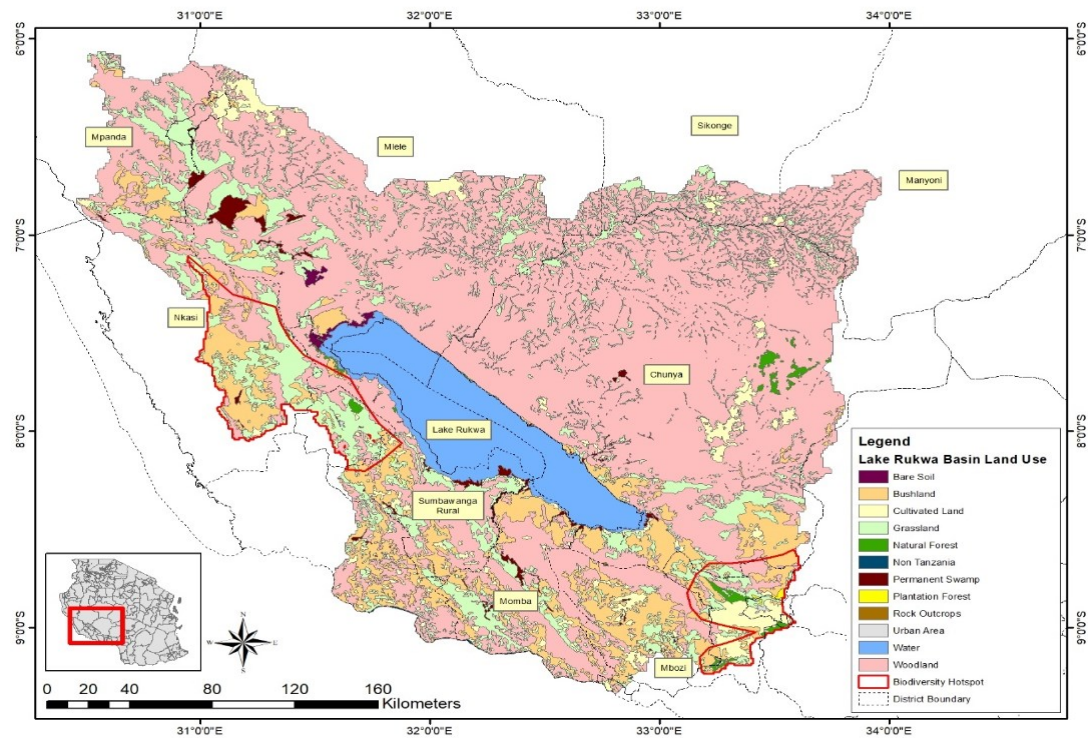 31°0'0"E 32°0'0"E 33°0'0"E 34°0'0"E
6°0'0"S 6°0'0"S
Sikonge
Mpanda
Mlele
Manyoni
7°0'0"S 7°0'0"S
Nkasi
Chunya
8°0'0"S 8°0'0"S
Lake Rukwa
Sumbawanga
Rural
Momba
9°0'0"S 9°0'0"S
Mbozi
Legend
Lake Rukwa Basin Land Use
Bare Soil
Bushland
Cultivated Land
Grassland
Natural Forest
Non Tanzania
Permanent Swamp
Plantation Forest
Rock Outcrops
Urban Area
Water
Woodland
Biodiversity Hotspot
District Boundary
N
W E
S
0 20 40 80 120 160
Kilometers
31°0'0"E 32°0'0"E 33°0'0"E 34°0'0"E